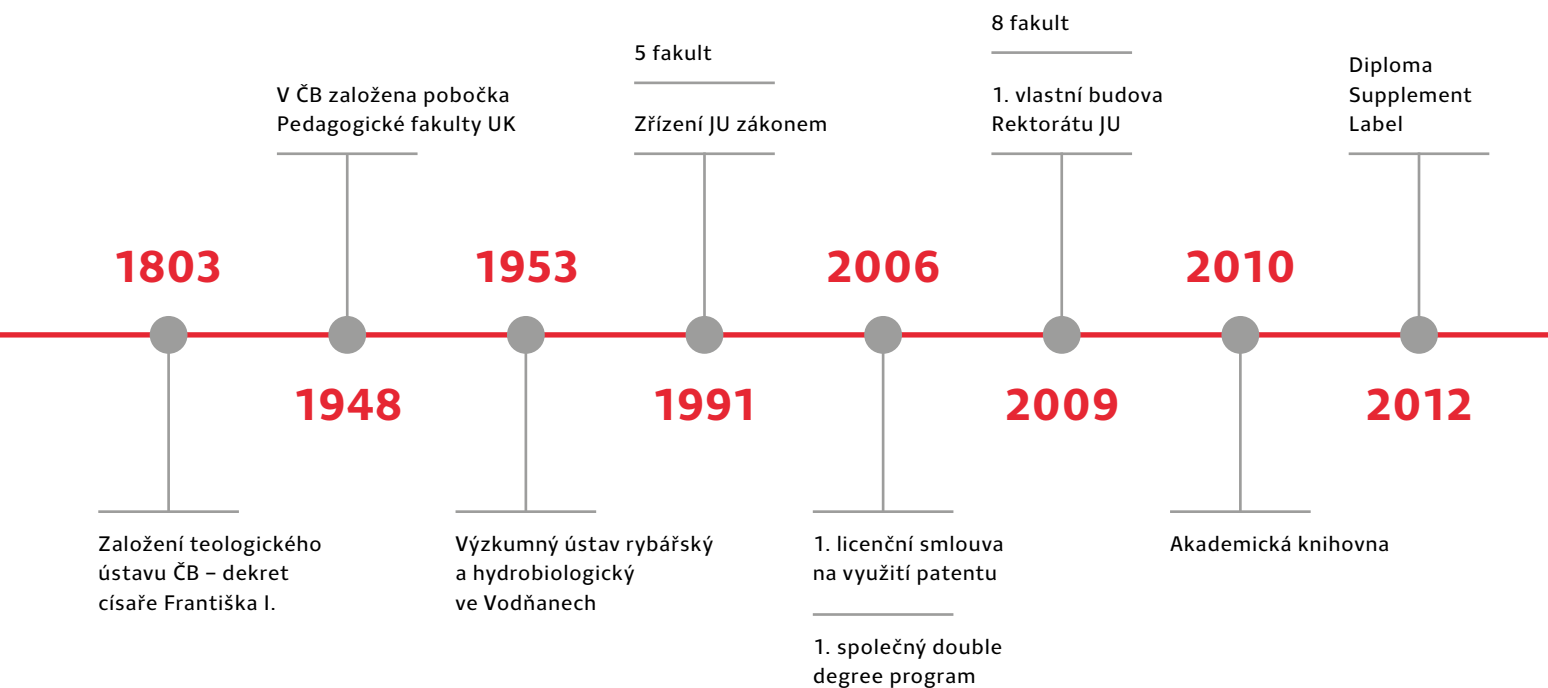 8 fakult
5 fakult
Diploma
Supplement
Label
V ČB založena pobočka
Pedagogické fakulty UK
Zřízení JU zákonem
1. vlastní budova
Rektorátu JU
1803
1953
2006
2010
1948
1991
2009
2012
Založení teologického
ústavu ČB – dekret
císaře Františka I.
Výzkumný ústav rybářský
a hydrobiologický
ve Vodňanech
1. licenční smlouva
na využití patentu
1. společný double
degree program
Akademická knihovna